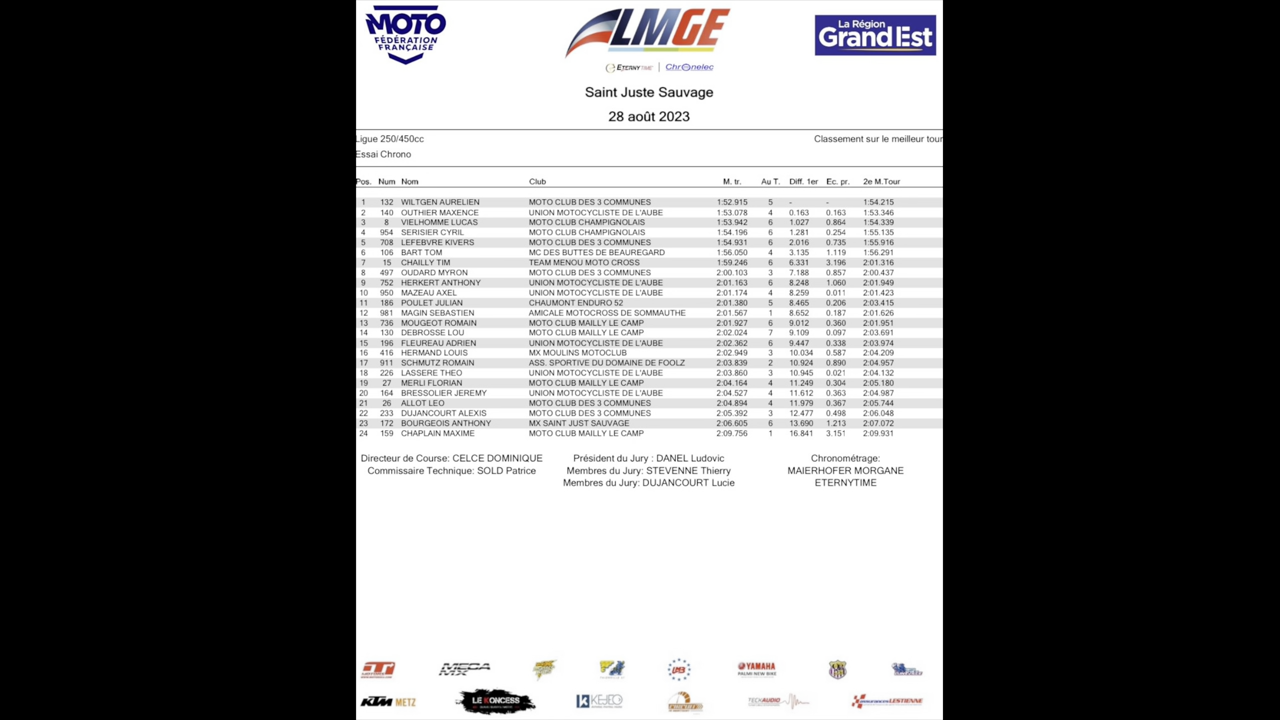 MOTO
FÉDÉRATION
FRANÇAISE
LMGE
ETERNYTIME | Chronelec
La Région
Grand Est
Saint Juste Sauvage
28 août 2023
Ligue 250/450cc Classement sur le meilleur tour
Essai Chrono
Pos. Num Nom Club M. tr. Au T. Diff. 1er Ec. pr. 2e M.Tour
1 132 WILTGEN AURELIEN MOTO CLUB DES 3 COMMUNES 1:52.915 5 - - 1:54.215
2 140 OUTHIER MAXENCE UNION MOTOCYCLISTE DE L'AUBE 1:53.078 4 0.163 0.163 1:53.346
3 8 VIELHOMME LUCAS MOTO CLUB CHAMPIGNOLAIS 1:53.942 6 1.027 0.864 1:54.339
4 954 SERISIER CYRIL MOTO CLUB CHAMPIGNOLAIS 1:54.196 6 1.281 0.254 1:55.135
5 708 LEFEBVRE KIVERS MOTO CLUB DES 3 COMMUNES 1:54.931 6 2.016 0.735 1:55.916
6 106 BART TOM MC DES BUTTES DE BEAUREGARD 1:56.050 4 3.135 1.119 1:56.291
7 15 CHAILLY TIM TEAM MENOU MOTO CROSS 1:59.246 6 6.331 3.196 2:01.316
8 497 OUDARD MYRON MOTO CLUB DES 3 COMMUNES 2:00.103 3 7.188 0.857 2:00.437
9 752 HERKERT ANTHONY UNION MOTOCYCLISTE DE L'AUBE 2:01.163 6 8.248 1.060 2:01.949
10 950 MAZEAU AXEL UNION MOTOCYCLISTE DE L'AUBE 2:01.174 4 8.259 0.011 2:01.423
11 186 POULET JULIAN CHAUMONT ENDURO 52 2:01.380 5 8.465 0.206 2:03.415
12 981 MAGIN SEBASTIEN AMICALE MOTOCROSS DE SOMMAUTHE 2:01.567 1 8.652 0.187 2:01.626
13 736 MOUGEOT ROMAIN MOTO CLUB MAILLY LE CAMP 2:01.927 6 9.012 0.360 2:01.951
14 130 DEBROSSE LOU MOTO CLUB MAILLY LE CAMP 2:02.024 7 9.109 0.097 2:03.691
15 196 FLEUREAU ADRIEN UNION MOTOCYCLISTE DE L'AUBE 2:02.362 6 9.447 0.338 2:03.974
16 416 HERMAND LOUIS MX MOULINS MOTOCLUB 2:02.949 3 10.034 0.587 2:04.209
17 911 SCHMUTZ ROMAIN ASS. SPORTIVE DU DOMAINE DE FOOLZ 2:03.839 2 10.924 0.890 2:04.957
18 226 LASSERE THEO UNION MOTOCYCLISTE DE L'AUBE 2:03.860 3 10.945 0.021 2:04.132
19 27 MERLI FLORIAN MOTO CLUB MAILLY LE CAMP 2:04.164 4 11.249 0.304 2:05.180
20 164 BRESSOLIER JEREMY UNION MOTOCYCLISTE DE L'AUBE 2:04.527 4 11.612 0.363 2:04.987
21 26 ALLOT LEO MOTO CLUB DES 3 COMMUNES 2:04.894 4 11.979 0.367 2:05.744
22 233 DUJANCOURT ALEXIS MOTO CLUB DES 3 COMMUNES 2:05.392 3 12.477 0.498 2:06.048
23 172 BOURGEOIS ANTHONY MX SAINT JUST SAUVAGE 2:06.605 6 13.690 1.213 2:07.072
24 159 CHAPLAIN MAXIME MOTO CLUB MAILLY LE CAMP 2:09.756 1 16.841 3.151 2:09.931
Directeur de Course: CELCE DOMINIQUE Président du Jury : DANEL Ludovic Chronométrage:
Commissaire Technique: SOLD Patrice Membres du Jury: STEVENNE Thierry MAIERHOFER MORGANE
Membres du Jury: DUJANCOURT Lucie ETERNYTIME
MEGA MX
YAMAHA
KTM METZ LE KONCESS TECHAUDIO